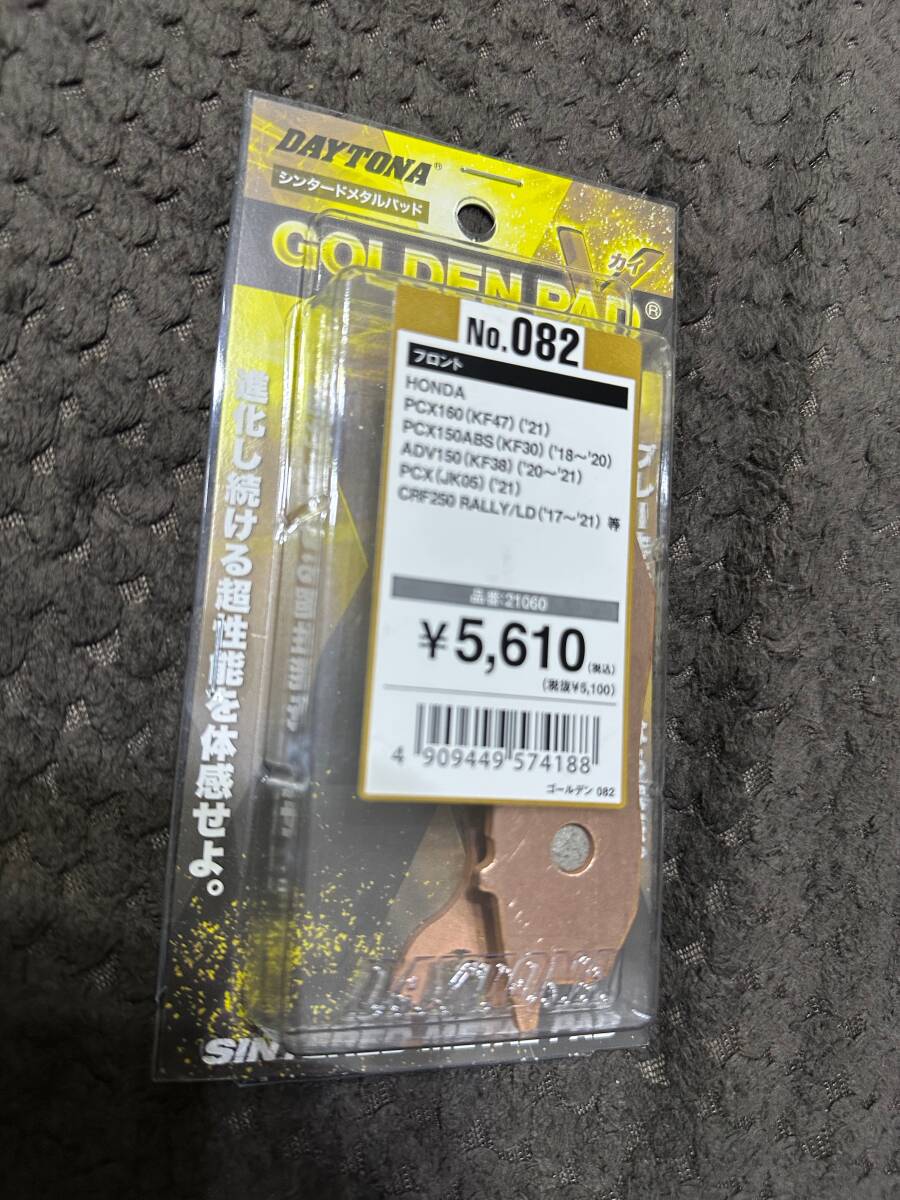 DAYTONA®
シンタードメタルパッド
GOLDEN PAD®
カイ
進化し続ける超性能を体感せよ。
No.082
フロント
HONDA
PCX160(KF47)('21)
PCX150ABS(KF30)('18～'20)
ADV150(KF38)('20～'21)
PCX(JK05)('21)
CRF250 RALLY/LD('17～'21) 等
品番:21060
¥5,610(税込)
(税抜¥5,100)
4 909449 574188
ゴールデン 082